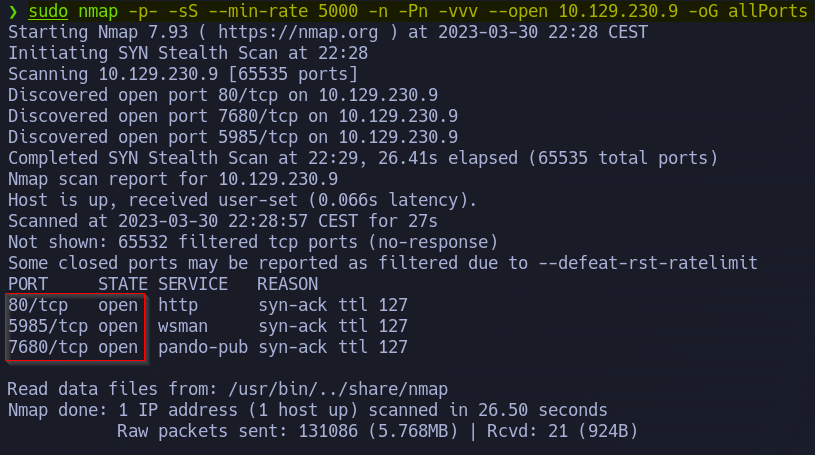 ❯ sudo nmap -p- -sS --min-rate 5000 -n -Pn -vvv --open 10.129.230.9 -oG allPorts
Starting Nmap 7.93 ( https://nmap.org ) at 2023-03-30 22:28 CEST
Initiating SYN Stealth Scan at 22:28
Scanning 10.129.230.9 [65535 ports]
Discovered open port 80/tcp on 10.129.230.9
Discovered open port 7680/tcp on 10.129.230.9
Discovered open port 5985/tcp on 10.129.230.9
Completed SYN Stealth Scan at 22:29, 26.41s elapsed (65535 total ports)
Nmap scan report for 10.129.230.9
Host is up, received user-set (0.066s latency).
Scanned at 2023-03-30 22:28:57 CEST for 27s
Not shown: 65532 filtered tcp ports (no-response)
Some closed ports may be reported as filtered due to --defeat-rst-ratelimit
PORT     STATE SERVICE   REASON
80/tcp   open  http      syn-ack ttl 127
5985/tcp open  wsman     syn-ack ttl 127
7680/tcp open  pando-pub syn-ack ttl 127
Read data files from: /usr/bin/../share/nmap
Nmap done: 1 IP address (1 host up) scanned in 26.50 seconds
           Raw packets sent: 131086 (5.768MB) | Rcvd: 21 (924B)